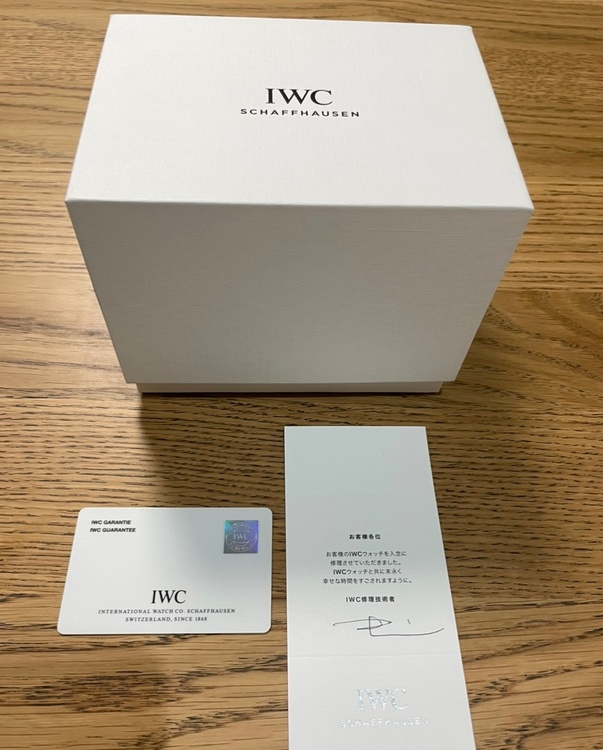 IWC
SCHAFFHAUSEN
IWC GARANTIE
IWC GUARANTEE
IWC
IWC
INTERNATIONAL WATCH CO. SCHAFFHAUSEN
SWITZERLAND, SINCE 1868
お客様各位
お客様のIWCウォッチを入念に
修理させていただきました。
IWCウォッチと共に末永く
幸せな時間をすごされますように。
IWC修理技術者
IWC
SCHAFFHAUSEN